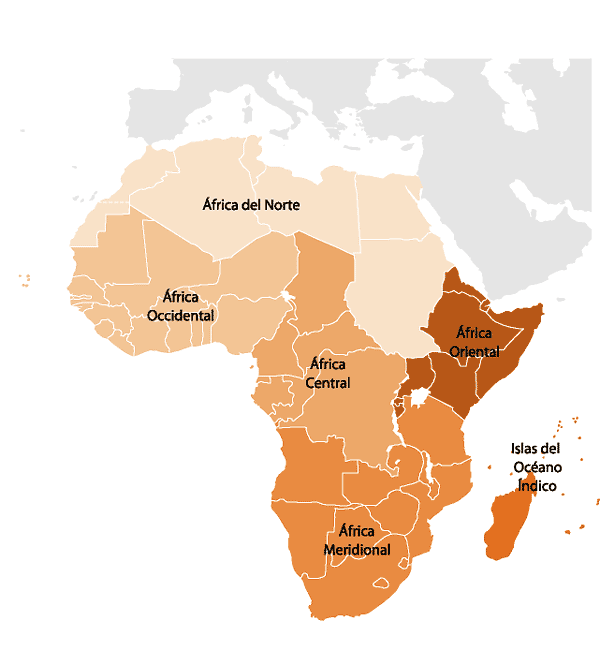 África del Norte
África
Occidental
África
Oriental
África
Central
Islas del
Océano
Índico
África
Meridional